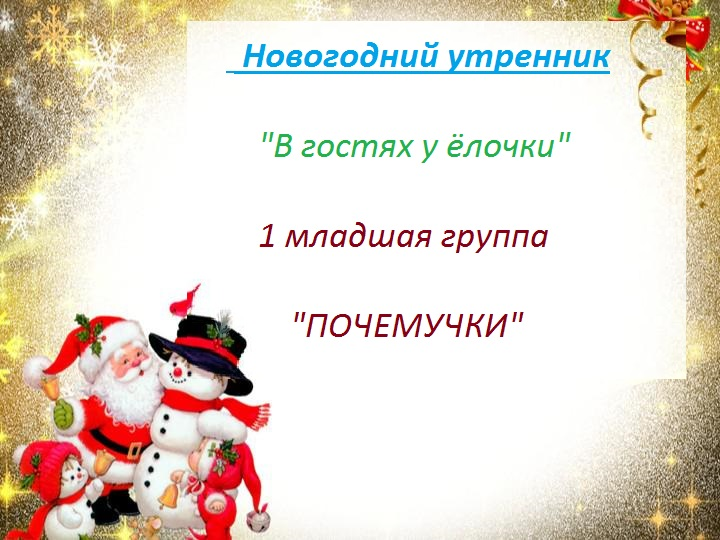 Новогодний утренник
"В гостях у ёлочки"
1 младшая группа
"ПОЧЕМУЧКИ"